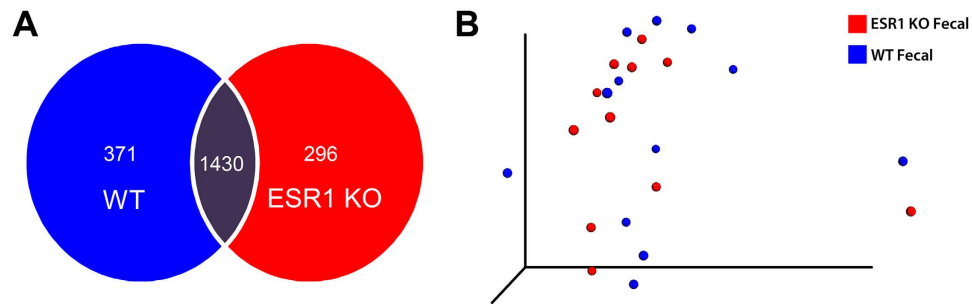 A
371
WT
1430
296
ESR1 KO
B
ESR1 KO Fecal
WT Fecal